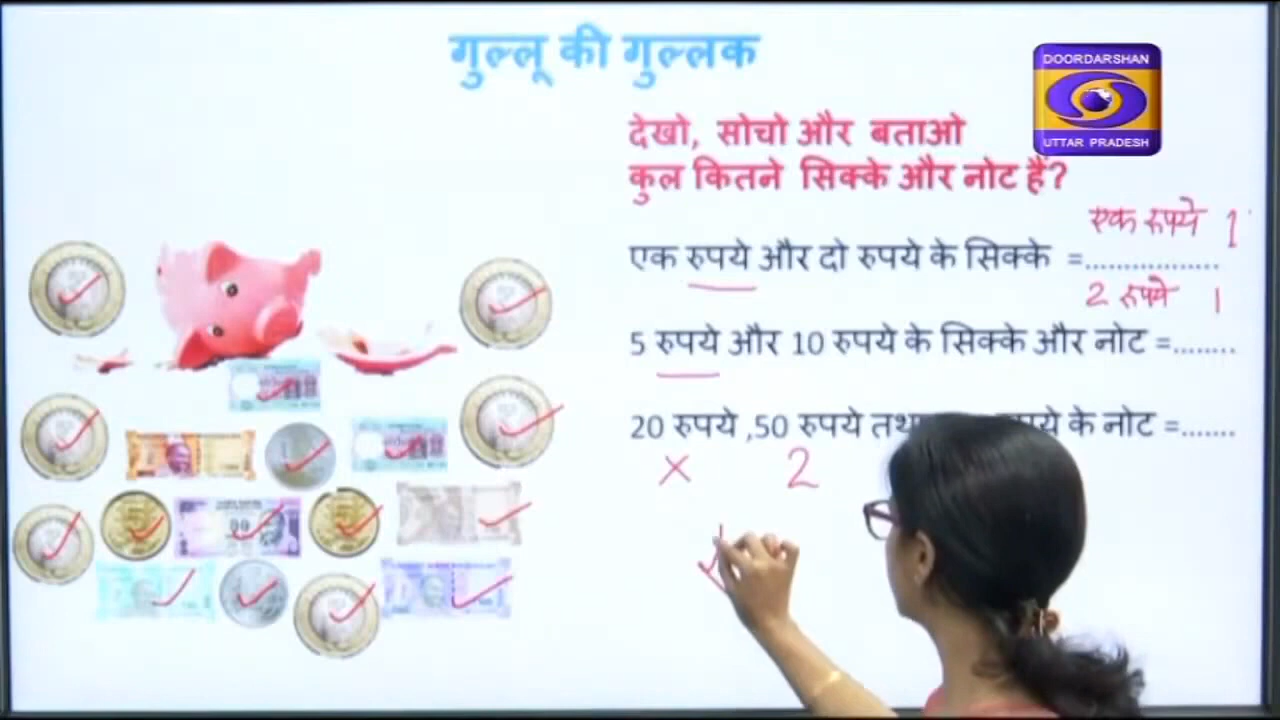 गुल्लू की गुल्लक
DOORDARSHAN
UTTAR PRADESH
देखो, सोचो और बताओ
कुल कितने सिक्के और नोट हैं?
एक रुपये 1
एक रुपये और दो रुपये के सिक्के =.................
2 रुपये 1
5 रुपये और 10 रुपये के सिक्के और नोट =........
20 रुपये ,50 रुपये के नोट =.......
x 2